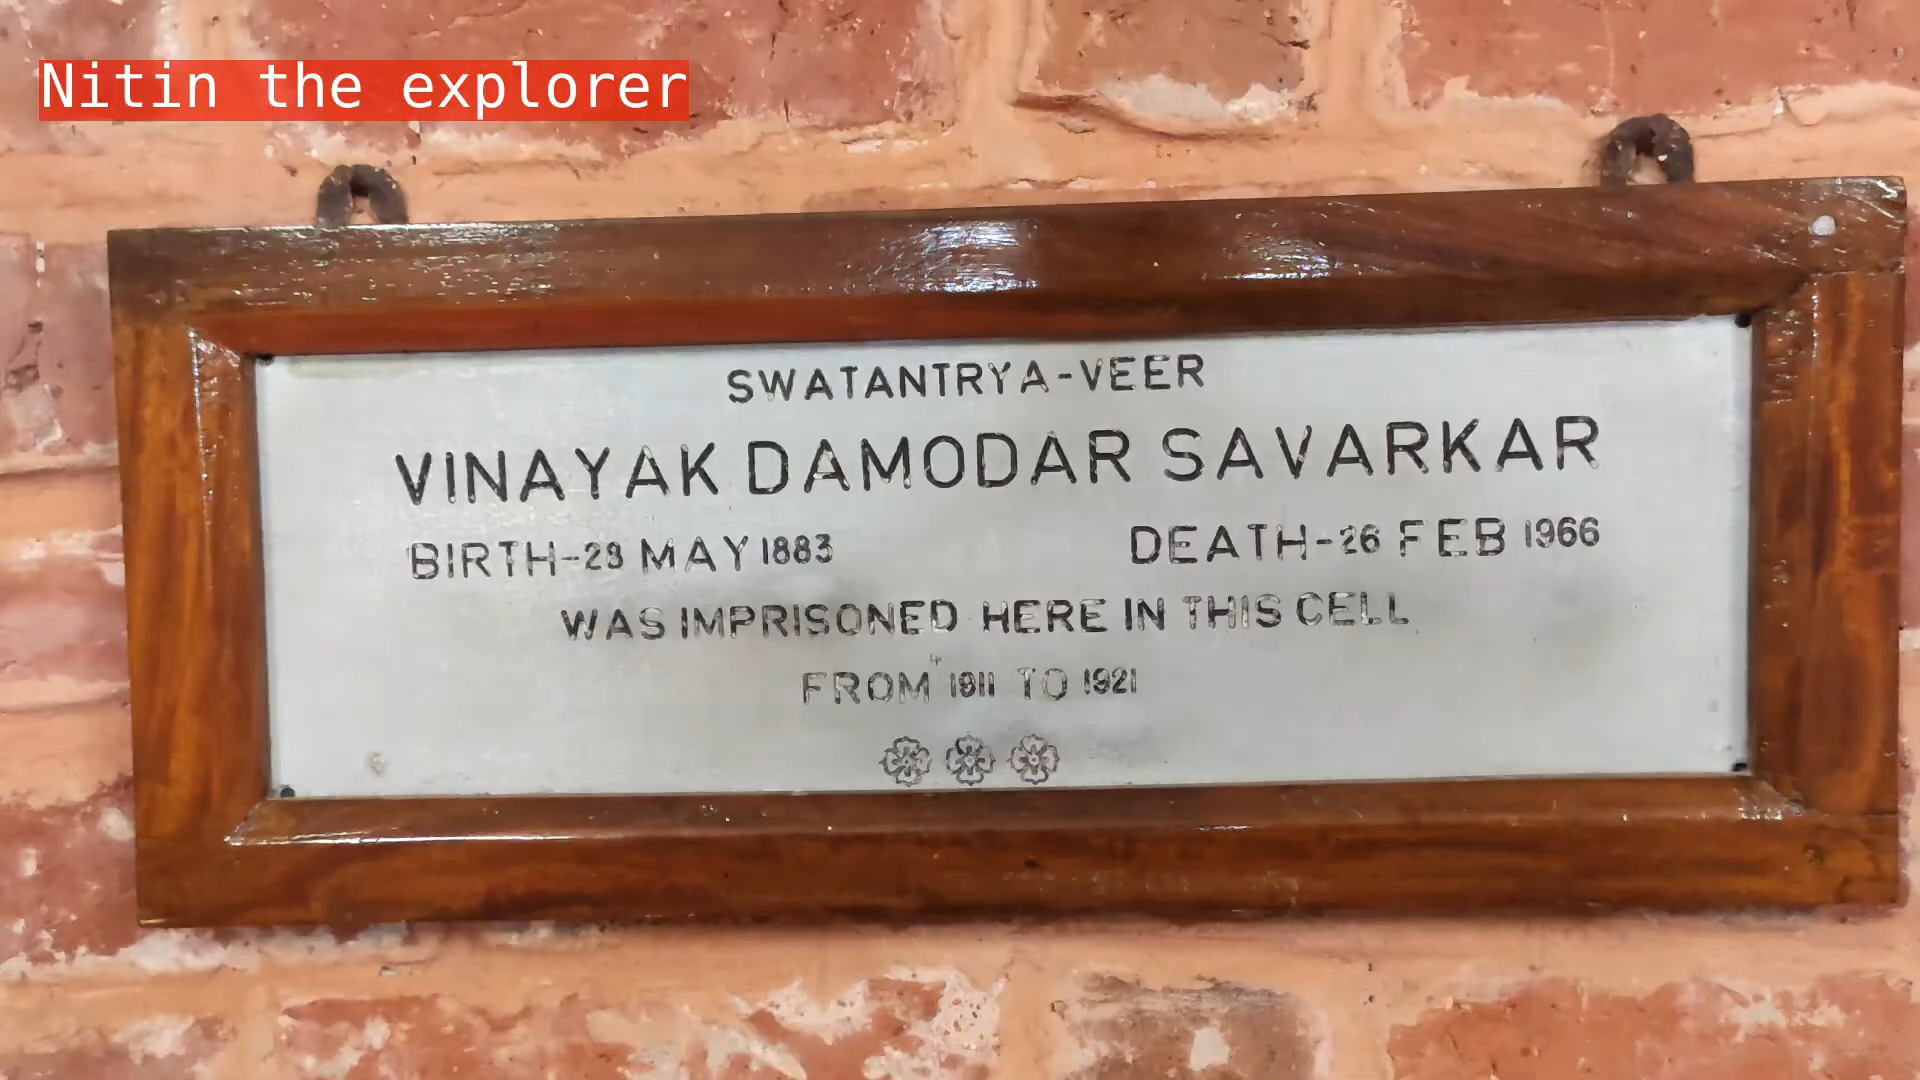 Nitin the explorer
SWATANTRYA-VEER
VINAYAK DAMODAR SAVARKAR
BIRTH-28 MAY 1883 DEATH-26 FEB 1966
WAS IMPRISONED HERE IN THIS CELL
FROM 1911 TO 1921